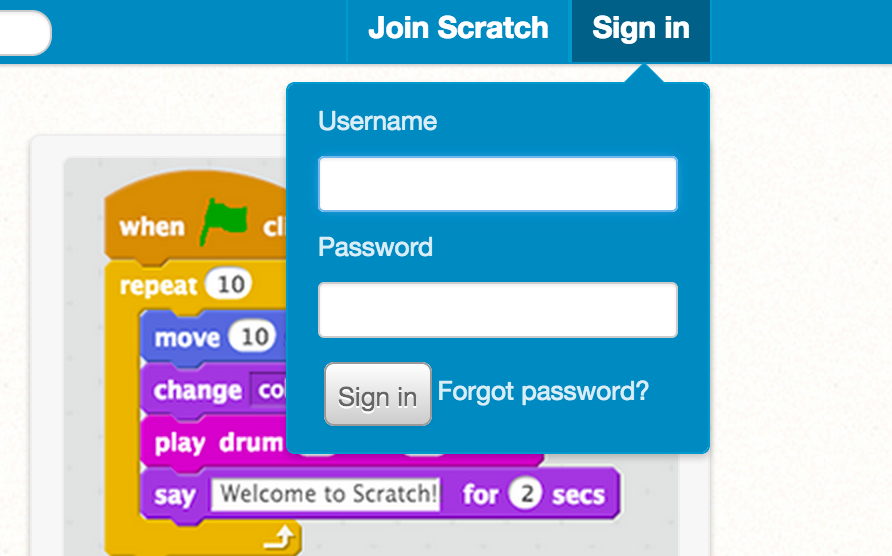 Join Scratch
Sign in
Username
Password
Sign in
Forgot password?
when
repeat 10
move 10
change
play drum
say Welcome to Scratch! for 2 secs